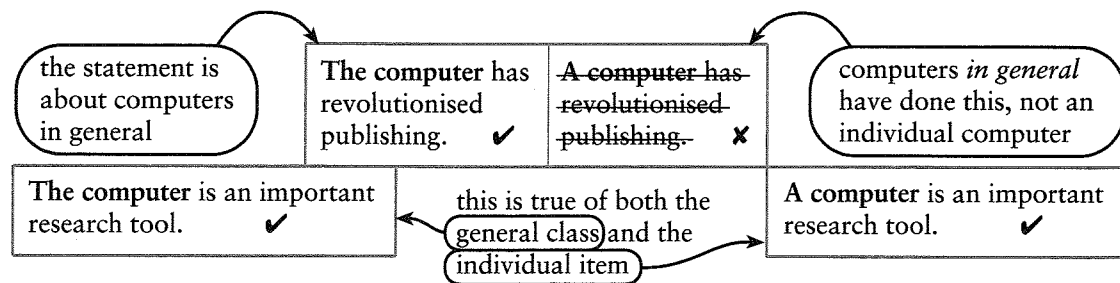 the statement is
about computers
in general
The computer has
revolutionised
publishing. ✔
A computer has
revolutionised
publishing. ✘
computers in general
have done this, not an
individual computer
The computer is an important
research tool. ✔
this is true of both the
general class and the
individual item
A computer is an important
research tool. ✔